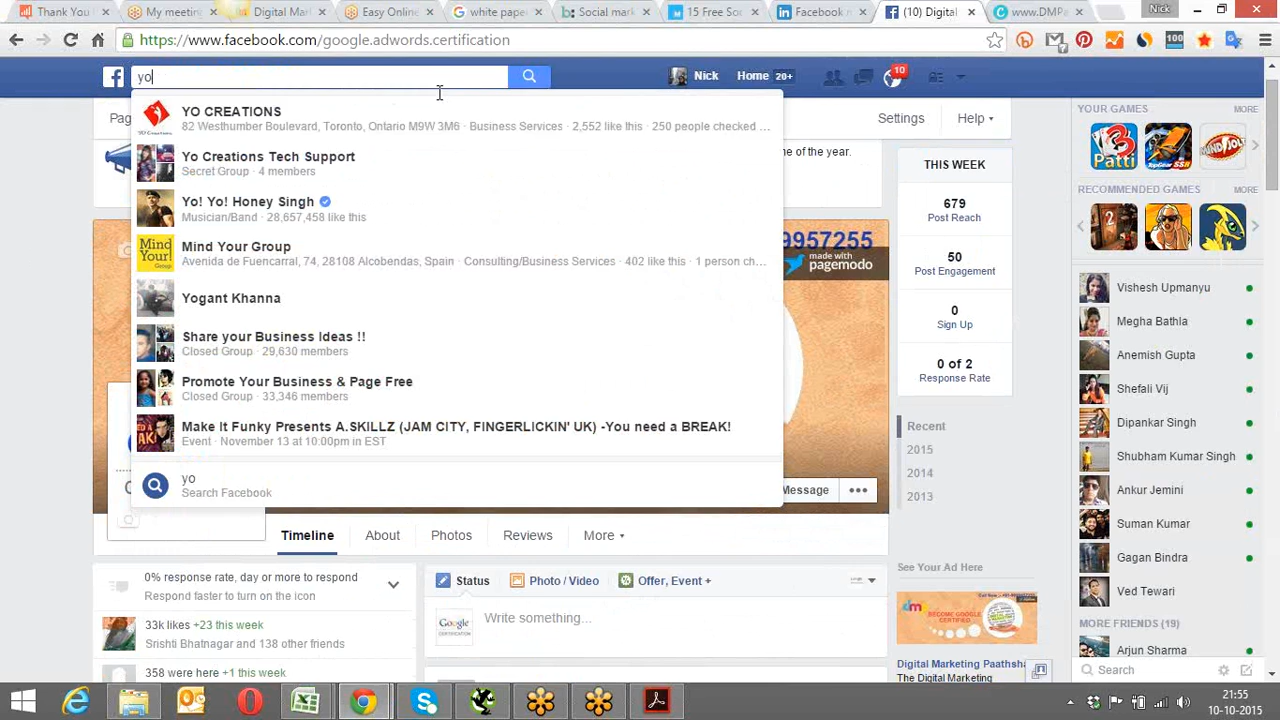 My meetin
Digital Mar
Easy Online
white pape
Social mark
15 Free Soc
Facebook m
(10) Digital
www.DMPa
Nick
https://www.facebook.com/google.adwords.certification
yo
Nick
Home 20+
10
YO CREATIONS
82 Westhumber Boulevard, Toronto, Ontario M9W 3M6 · Business Services · 2,552 like this · 250 people checked ...
Yo Creations Tech Support
Secret Group · 4 members
Yo! Yo! Honey Singh
Musician/Band · 28,657,458 like this
Mind Your Group
Avenida de Fuencarral, 74, 28108 Alcobendas, Spain · Consulting/Business Services · 402 like this · 1 person ch...
Yogant Khanna
Share your Business Ideas !!
Closed Group · 29,630 members
Promote Your Business & Page Free
Closed Group · 33,346 members
Make It Funky Presents A.SKILLZ (JAM CITY, FINGERLICKIN' UK) -You need a BREAK!
Event · November 13 at 10:00pm in EST
yo
Search Facebook
Settings
Help
me of the year.
9957255
made with
pagemodo
Message
Timeline
About
Photos
Reviews
More
0% response rate, day or more to respond
Respond faster to turn on the icon
33k likes +23 this week
Srishti Bhatnagar and 138 other friends
358 were here +1 this week
Status
Photo / Video
Offer, Event +
Google
Write something...
THIS WEEK
679
Post Reach
50
Post Engagement
0
Sign Up
0 of 2
Response Rate
Recent
2015
2014
2013
See Your Ad Here
BECOME GOOGLE
CERTIFIED
Digital Marketing Paathsha
The Digital Marketing
YOUR GAMES
MORE
3 Patti
RECOMMENDED GAMES
MORE
Vishesh Upmanyu
Megha Bathla
Anemish Gupta
Shefali Vij
Dipankar Singh
Shubham Kumar Singh
Ankur Jemini
Suman Kumar
Gagan Bindra
Ved Tewari
MORE FRIENDS (19)
Arjun Sharma
Search
21:55
10-10-2015